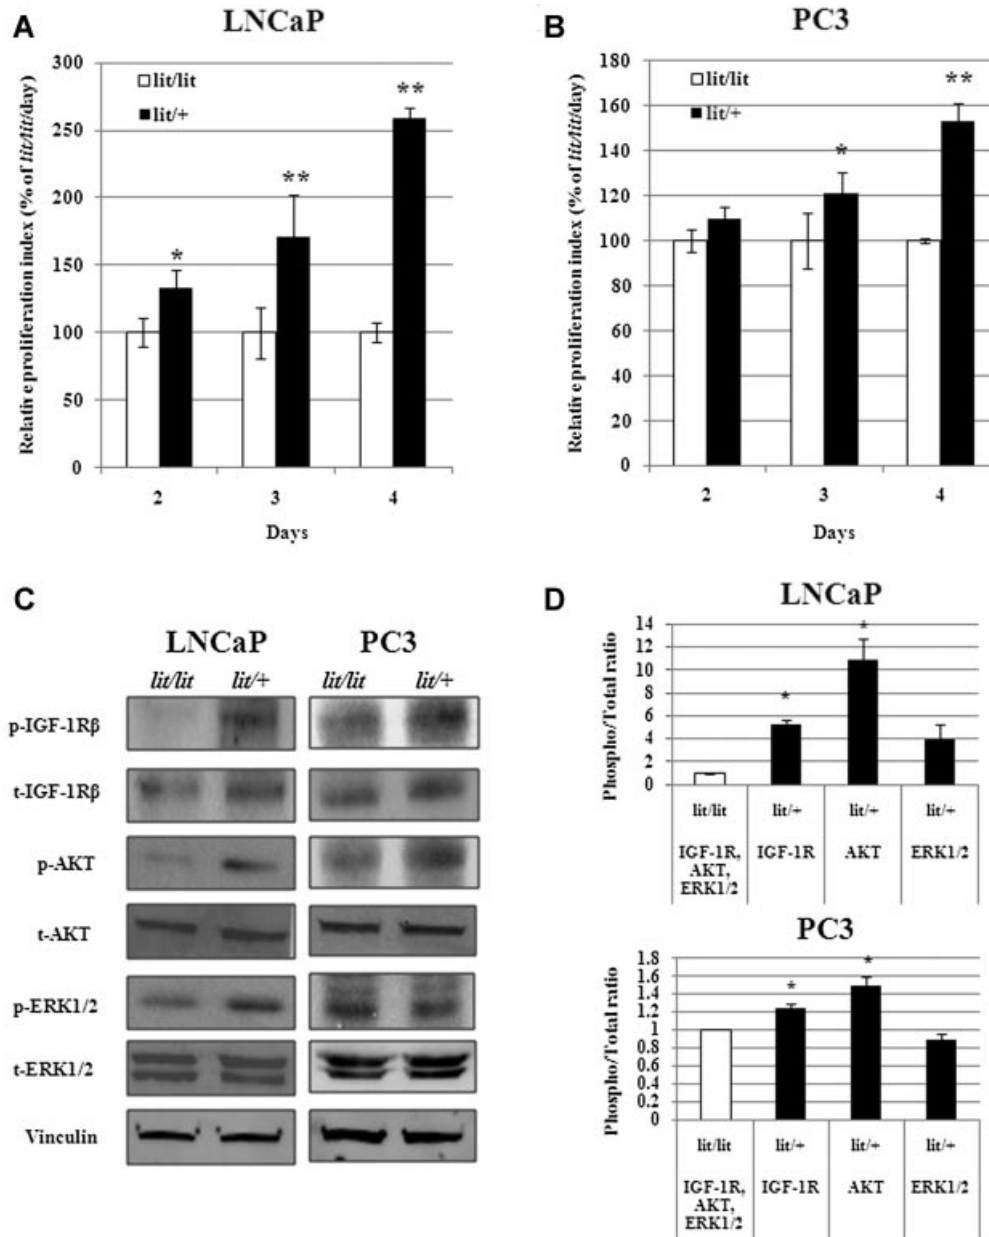 A
LNCaP
Relative proliferation index (% of lit/lit/day)
300
250
200
150
100
50
0
lit/lit
lit/+
*
**
**
2 3 4
Days
B
PC3
Relative proliferation index (% of lit/lit/day)
180
160
140
120
100
80
60
40
20
0
lit/lit
lit/+
*
**
2 3 4
Days
C
LNCaP PC3
lit/lit lit/+ lit/lit lit/+
p-IGF-1Rβ
t-IGF-1Rβ
p-AKT
t-AKT
p-ERK1/2
t-ERK1/2
Vinculin
D
LNCaP
Phospho/Total ratio
14
12
10
8
6
4
2
0
*
*
lit/lit lit/+ lit/+ lit/+
IGF-1R, IGF-1R AKT ERK1/2
AKT,
ERK1/2
PC3
Phospho/Total ratio
1.8
1.6
1.4
1.2
1
0.8
0.6
0.4
0.2
0
*
*
lit/lit lit/+ lit/+ lit/+
IGF-1R, IGF-1R AKT ERK1/2
AKT,
ERK1/2